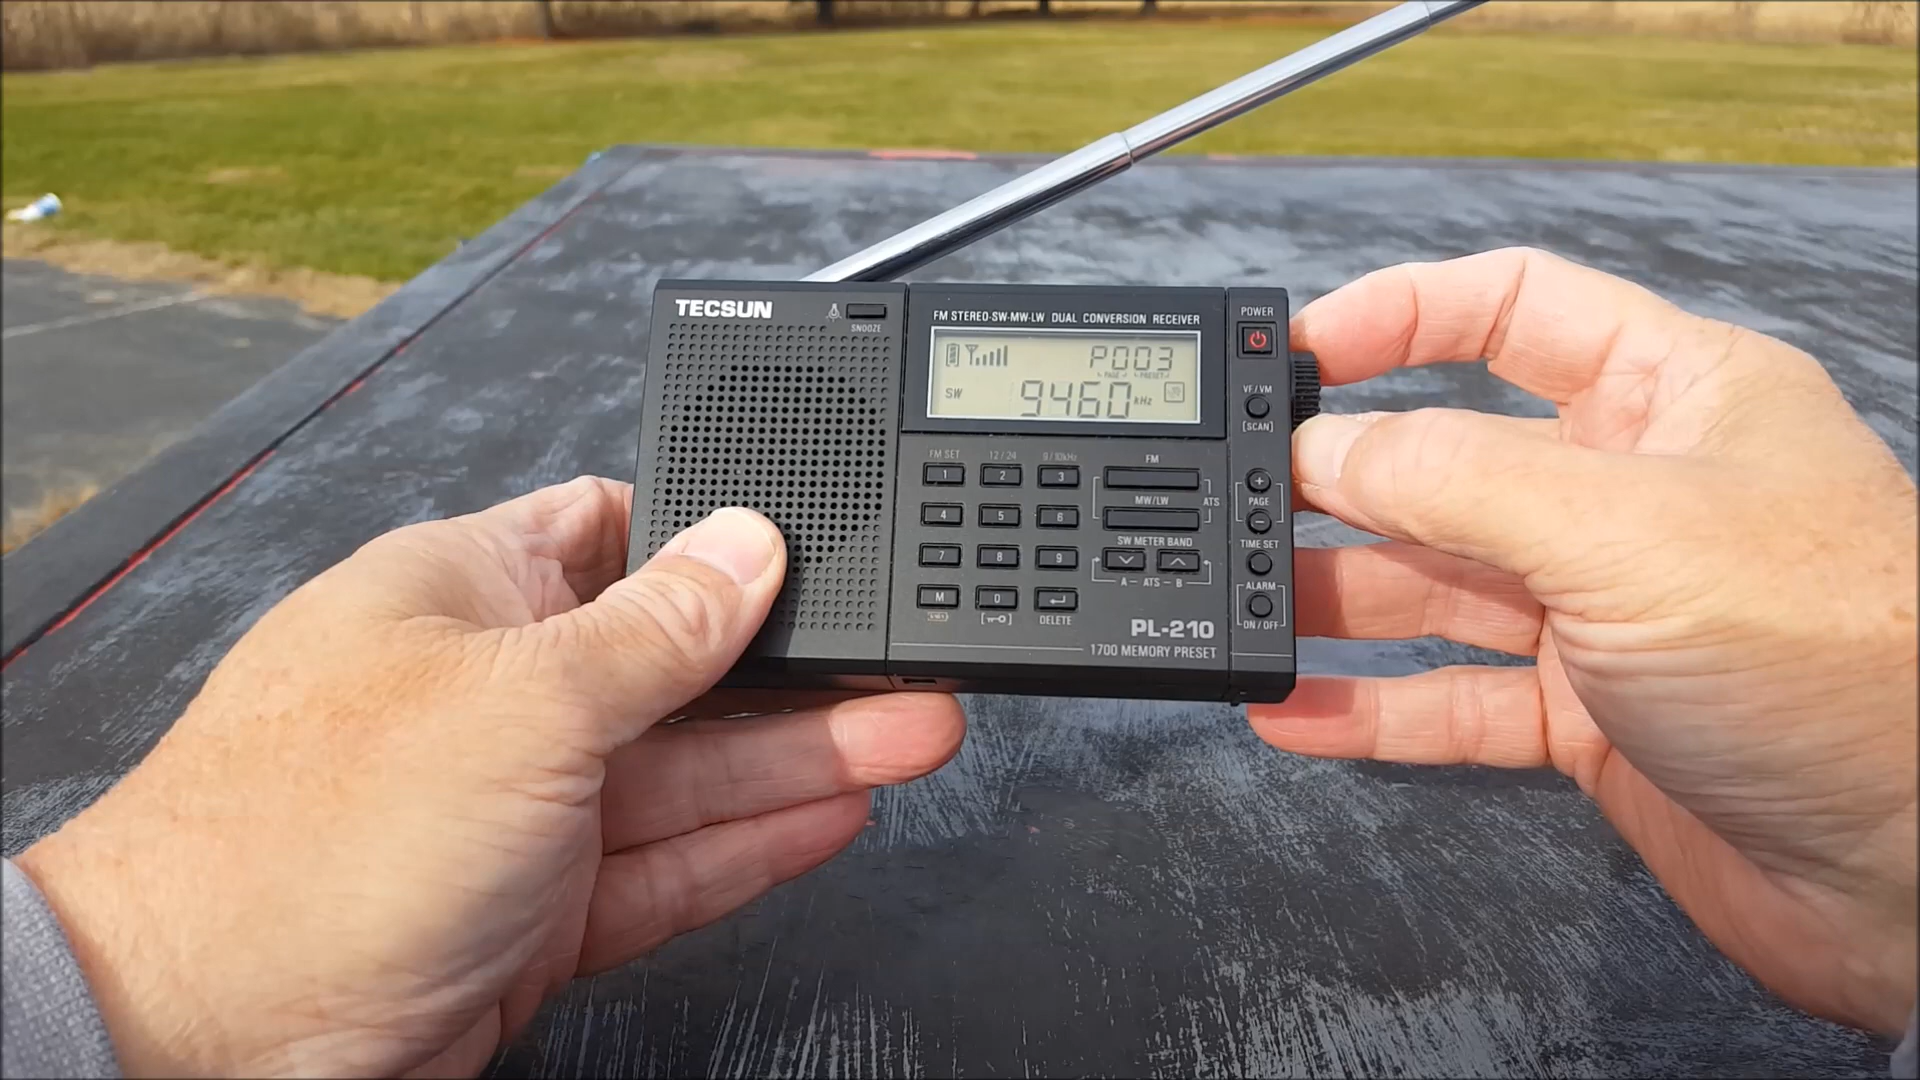 TECSUN
SNOOZE
FM STEREO-SW-MW-LW DUAL CONVERSION RECEIVER
P003
PAGE PRESET
SW 9460 kHz
POWER
VF/VM
[SCAN]
FM SET 12/24 9/10kHz
1 2 3
4 5 6
7 8 9
M 0
DELETE
FM
MW/LW ATS
SW METER BAND
A - ATS - B
+
PAGE
-
TIME SET
ALARM
ON/OFF
PL-210
1700 MEMORY PRESET